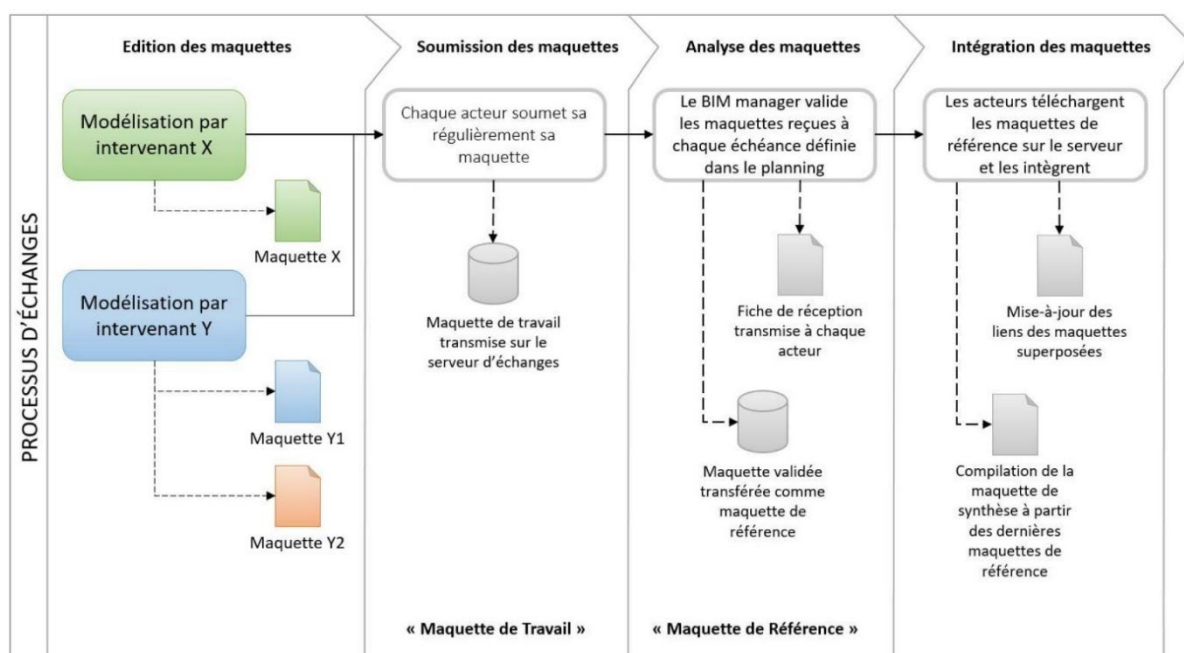 PROCESSUS D'ÉCHANGES
Edition des maquettes
Modélisation par
intervenant X
Maquette X
Modélisation par
intervenant Y
Maquette Y1
Maquette Y2
Soumission des maquettes
Chaque acteur soumet sa
régulièrement sa
maquette
Maquette de travail
transmise sur le
serveur d'échanges
« Maquette de Travail »
Analyse des maquettes
Le BIM manager valide
les maquettes reçues à
chaque échéance définie
dans le planning
Fiche de réception
transmise à chaque
acteur
Maquette validée
transférée comme
maquette de
référence
« Maquette de Référence »
Intégration des maquettes
Les acteurs téléchargent
les maquettes de
référence sur le serveur
et les intègrent
Mise-à-jour des
liens des maquettes
superposées
Compilation de la
maquette de
synthèse à partir
des dernières
maquettes de
référence